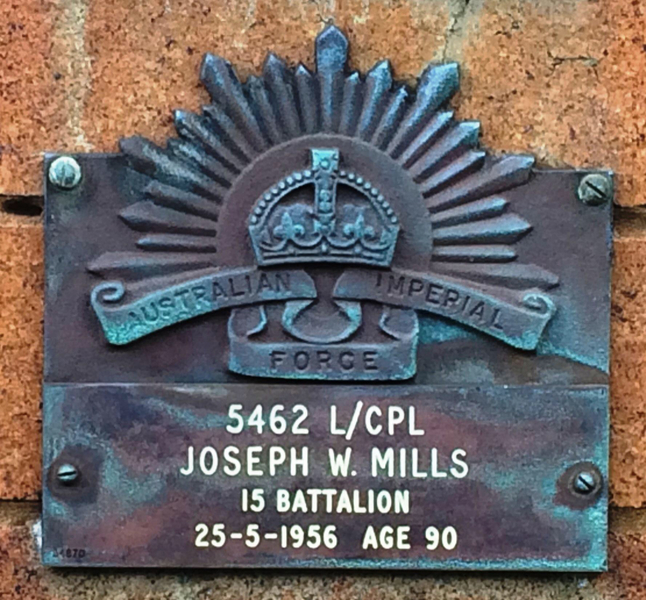 AUSTRALIAN IMPERIAL
FORCE
5462 L/CPL
JOSEPH W. MILLS
15 BATTALION
25-5-1956 AGE 90